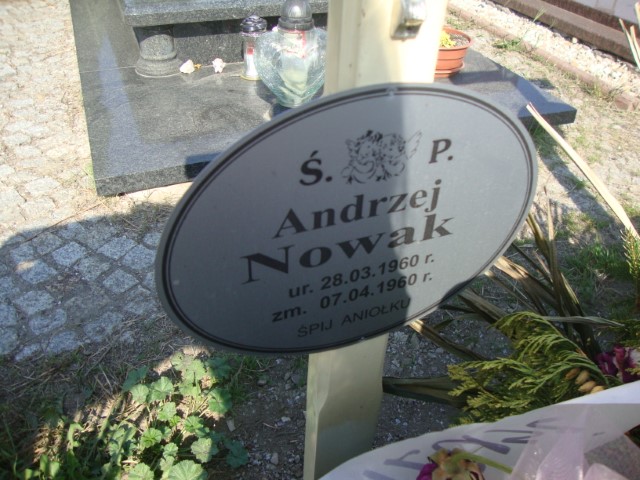 Ś. P.
Andrzej
Nowak
ur. 28.03.1960 r.
zm. 07.04.1960 r.
ŚPIJ ANIOŁKU